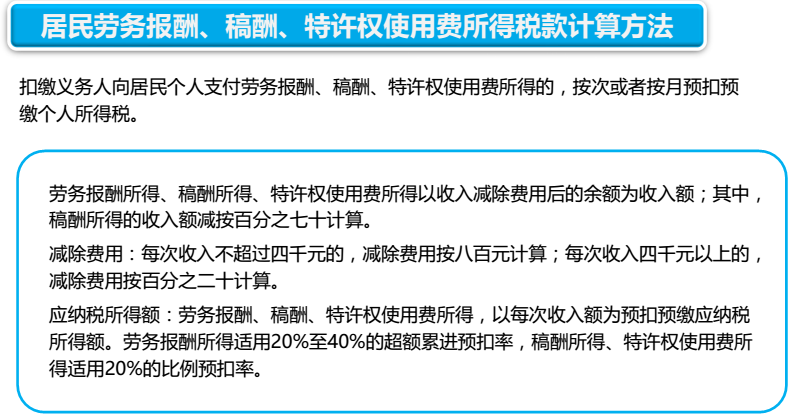 居民劳务报酬、稿酬、特许权使用费所得税款计算方法
扣缴义务人向居民个人支付劳务报酬、稿酬、特许权使用费所得的，按次或者按月预扣预
缴个人所得税。
劳务报酬所得、稿酬所得、特许权使用费所得以收入减除费用后的余额为收入额；其中，
稿酬所得的收入额减按百分之七十计算。
减除费用：每次收入不超过四千元的，减除费用按八百元计算；每次收入四千元以上的，
减除费用按百分之二十计算。
应纳税所得额：劳务报酬、稿酬、特许权使用费所得，以每次收入额为预扣预缴应纳税
所得额。劳务报酬所得适用20%至40%的超额累进预扣率，稿酬所得、特许权使用费所
得适用20%的比例预扣率。